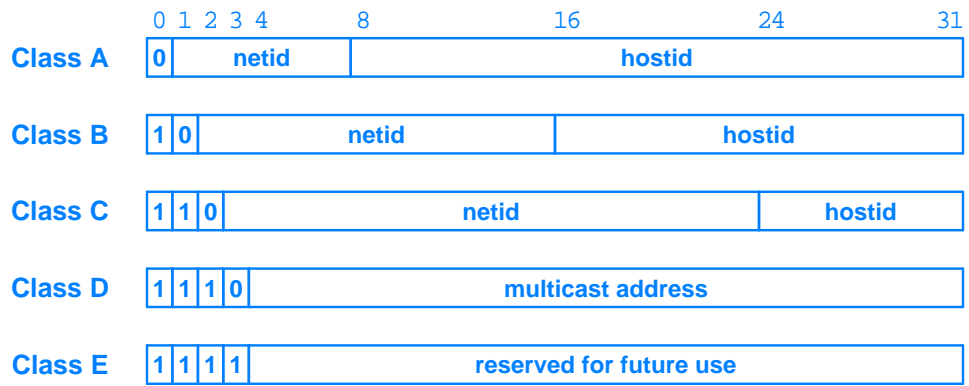 0 1 2 3 4 8 16 24 31
Class A 0 netid hostid
Class B 1 0 netid hostid
Class C 1 1 0 netid hostid
Class D 1 1 1 0 multicast address
Class E 1 1 1 1 reserved for future use